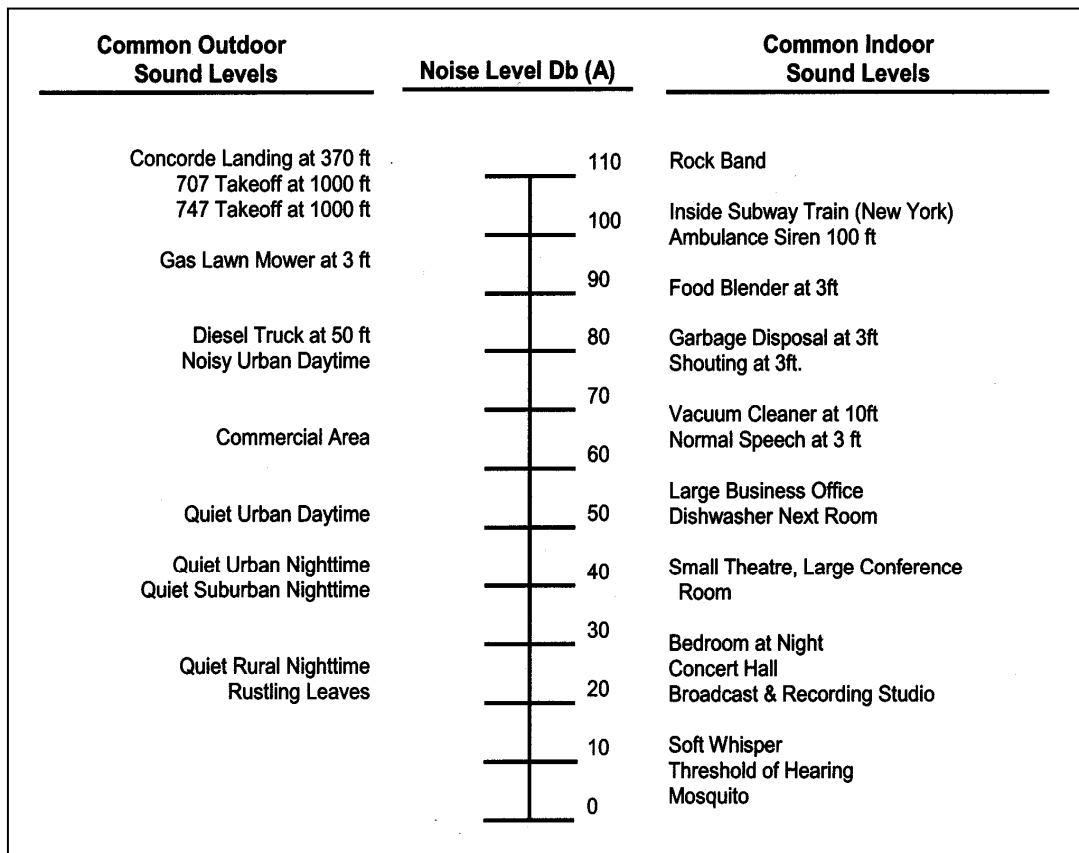 Common Outdoor
Sound Levels
Noise Level Db (A)
Common Indoor
Sound Levels
Concorde Landing at 370 ft
707 Takeoff at 1000 ft
747 Takeoff at 1000 ft
Gas Lawn Mower at 3 ft
Diesel Truck at 50 ft
Noisy Urban Daytime
Commercial Area
Quiet Urban Daytime
Quiet Urban Nighttime
Quiet Suburban Nighttime
Quiet Rural Nighttime
Rustling Leaves
110
100
90
80
70
60
50
40
30
20
10
0
Rock Band
Inside Subway Train (New York)
Ambulance Siren 100 ft
Food Blender at 3ft
Garbage Disposal at 3ft
Shouting at 3ft.
Vacuum Cleaner at 10ft
Normal Speech at 3 ft
Large Business Office
Dishwasher Next Room
Small Theatre, Large Conference
Room
Bedroom at Night
Concert Hall
Broadcast & Recording Studio
Soft Whisper
Threshold of Hearing
Mosquito